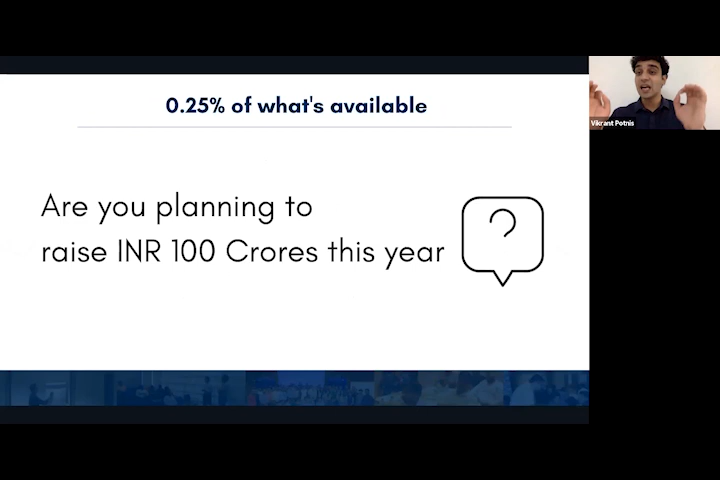 0.25% of what's available
Vikrant Potnis
Are you planning to
raise INR 100 Crores this year
?